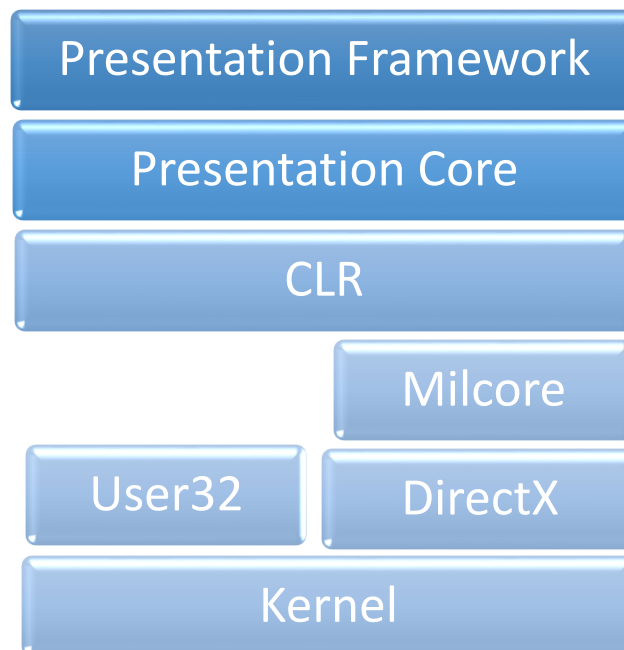 Presentation Framework
Presentation Core
CLR
Milcore
User32
DirectX
Kernel